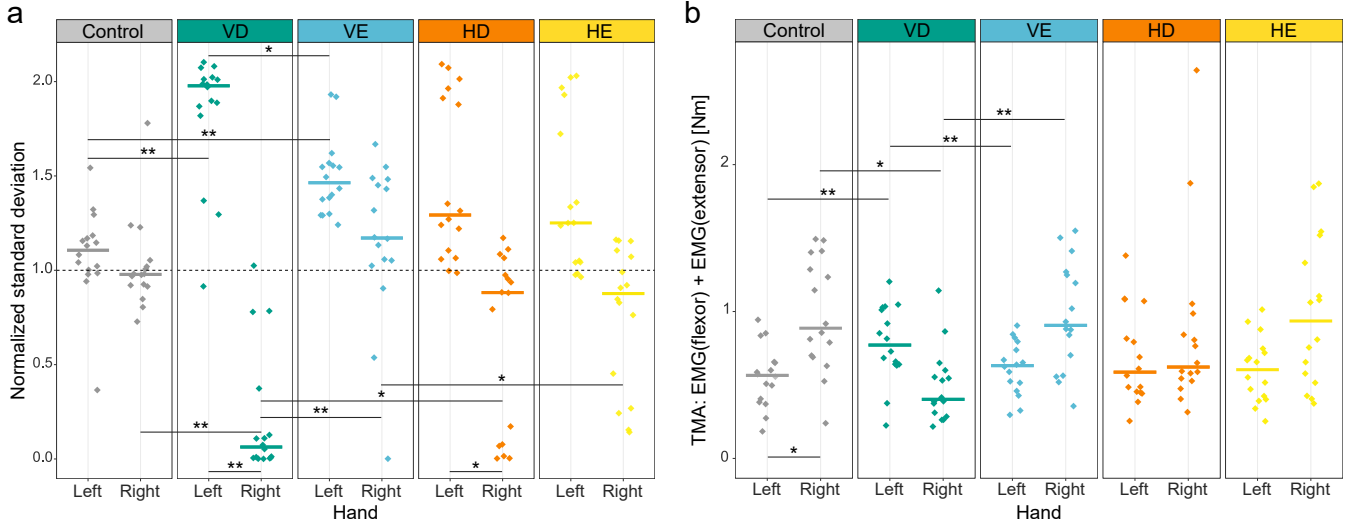 a
Control VD VE HD HE
Normalized standard deviation
2.0
1.5
1.0
0.5
0.0
*
**
**
*
*
**
**
**
*
Left Right Left Right Left Right Left Right Left Right
Hand
b
Control VD VE HD HE
TMA: EMG(flexor) + EMG(extensor) [Nm]
2
1
0
**
**
*
**
*
Left Right Left Right Left Right Left Right Left Right
Hand